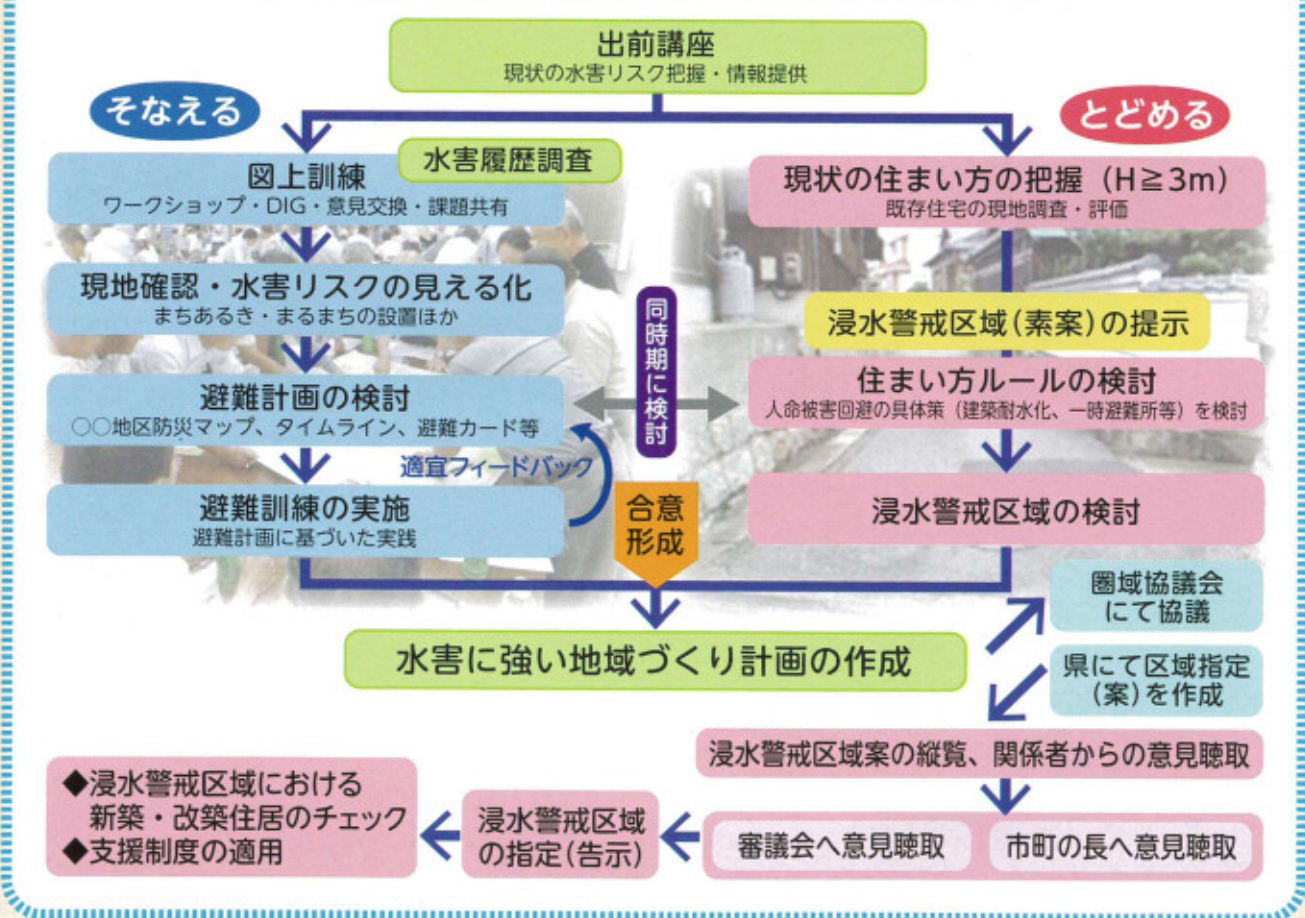 出前講座
現状の水害リスク把握・情報提供
そなえる
とどめる
水害履歴調査
図上訓練
ワークショップ・DIG・意見交換・課題共有
現地確認・水害リスクの見える化
まちあるき・まるまちの設置ほか
避難計画の検討
○○地区防災マップ、タイムライン、避難カード等
適宜フィードバック
避難訓練の実施
避難計画に基づいた実践
同時期に検討
合意
形成
現状の住まい方の把握（H≧3m）
既存住宅の現地調査・評価
浸水警戒区域(素案)の提示
住まい方ルールの検討
人命被害回避の具体策（建築耐水化、一時避難所等）を検討
浸水警戒区域の検討
水害に強い地域づくり計画の作成
圏域協議会
にて協議
県にて区域指定
(案)を作成
浸水警戒区域案の縦覧、関係者からの意見聴取
審議会へ意見聴取
市町の長へ意見聴取
浸水警戒区域
の指定(告示)
◆浸水警戒区域における
新築・改築住居のチェック
◆支援制度の適用